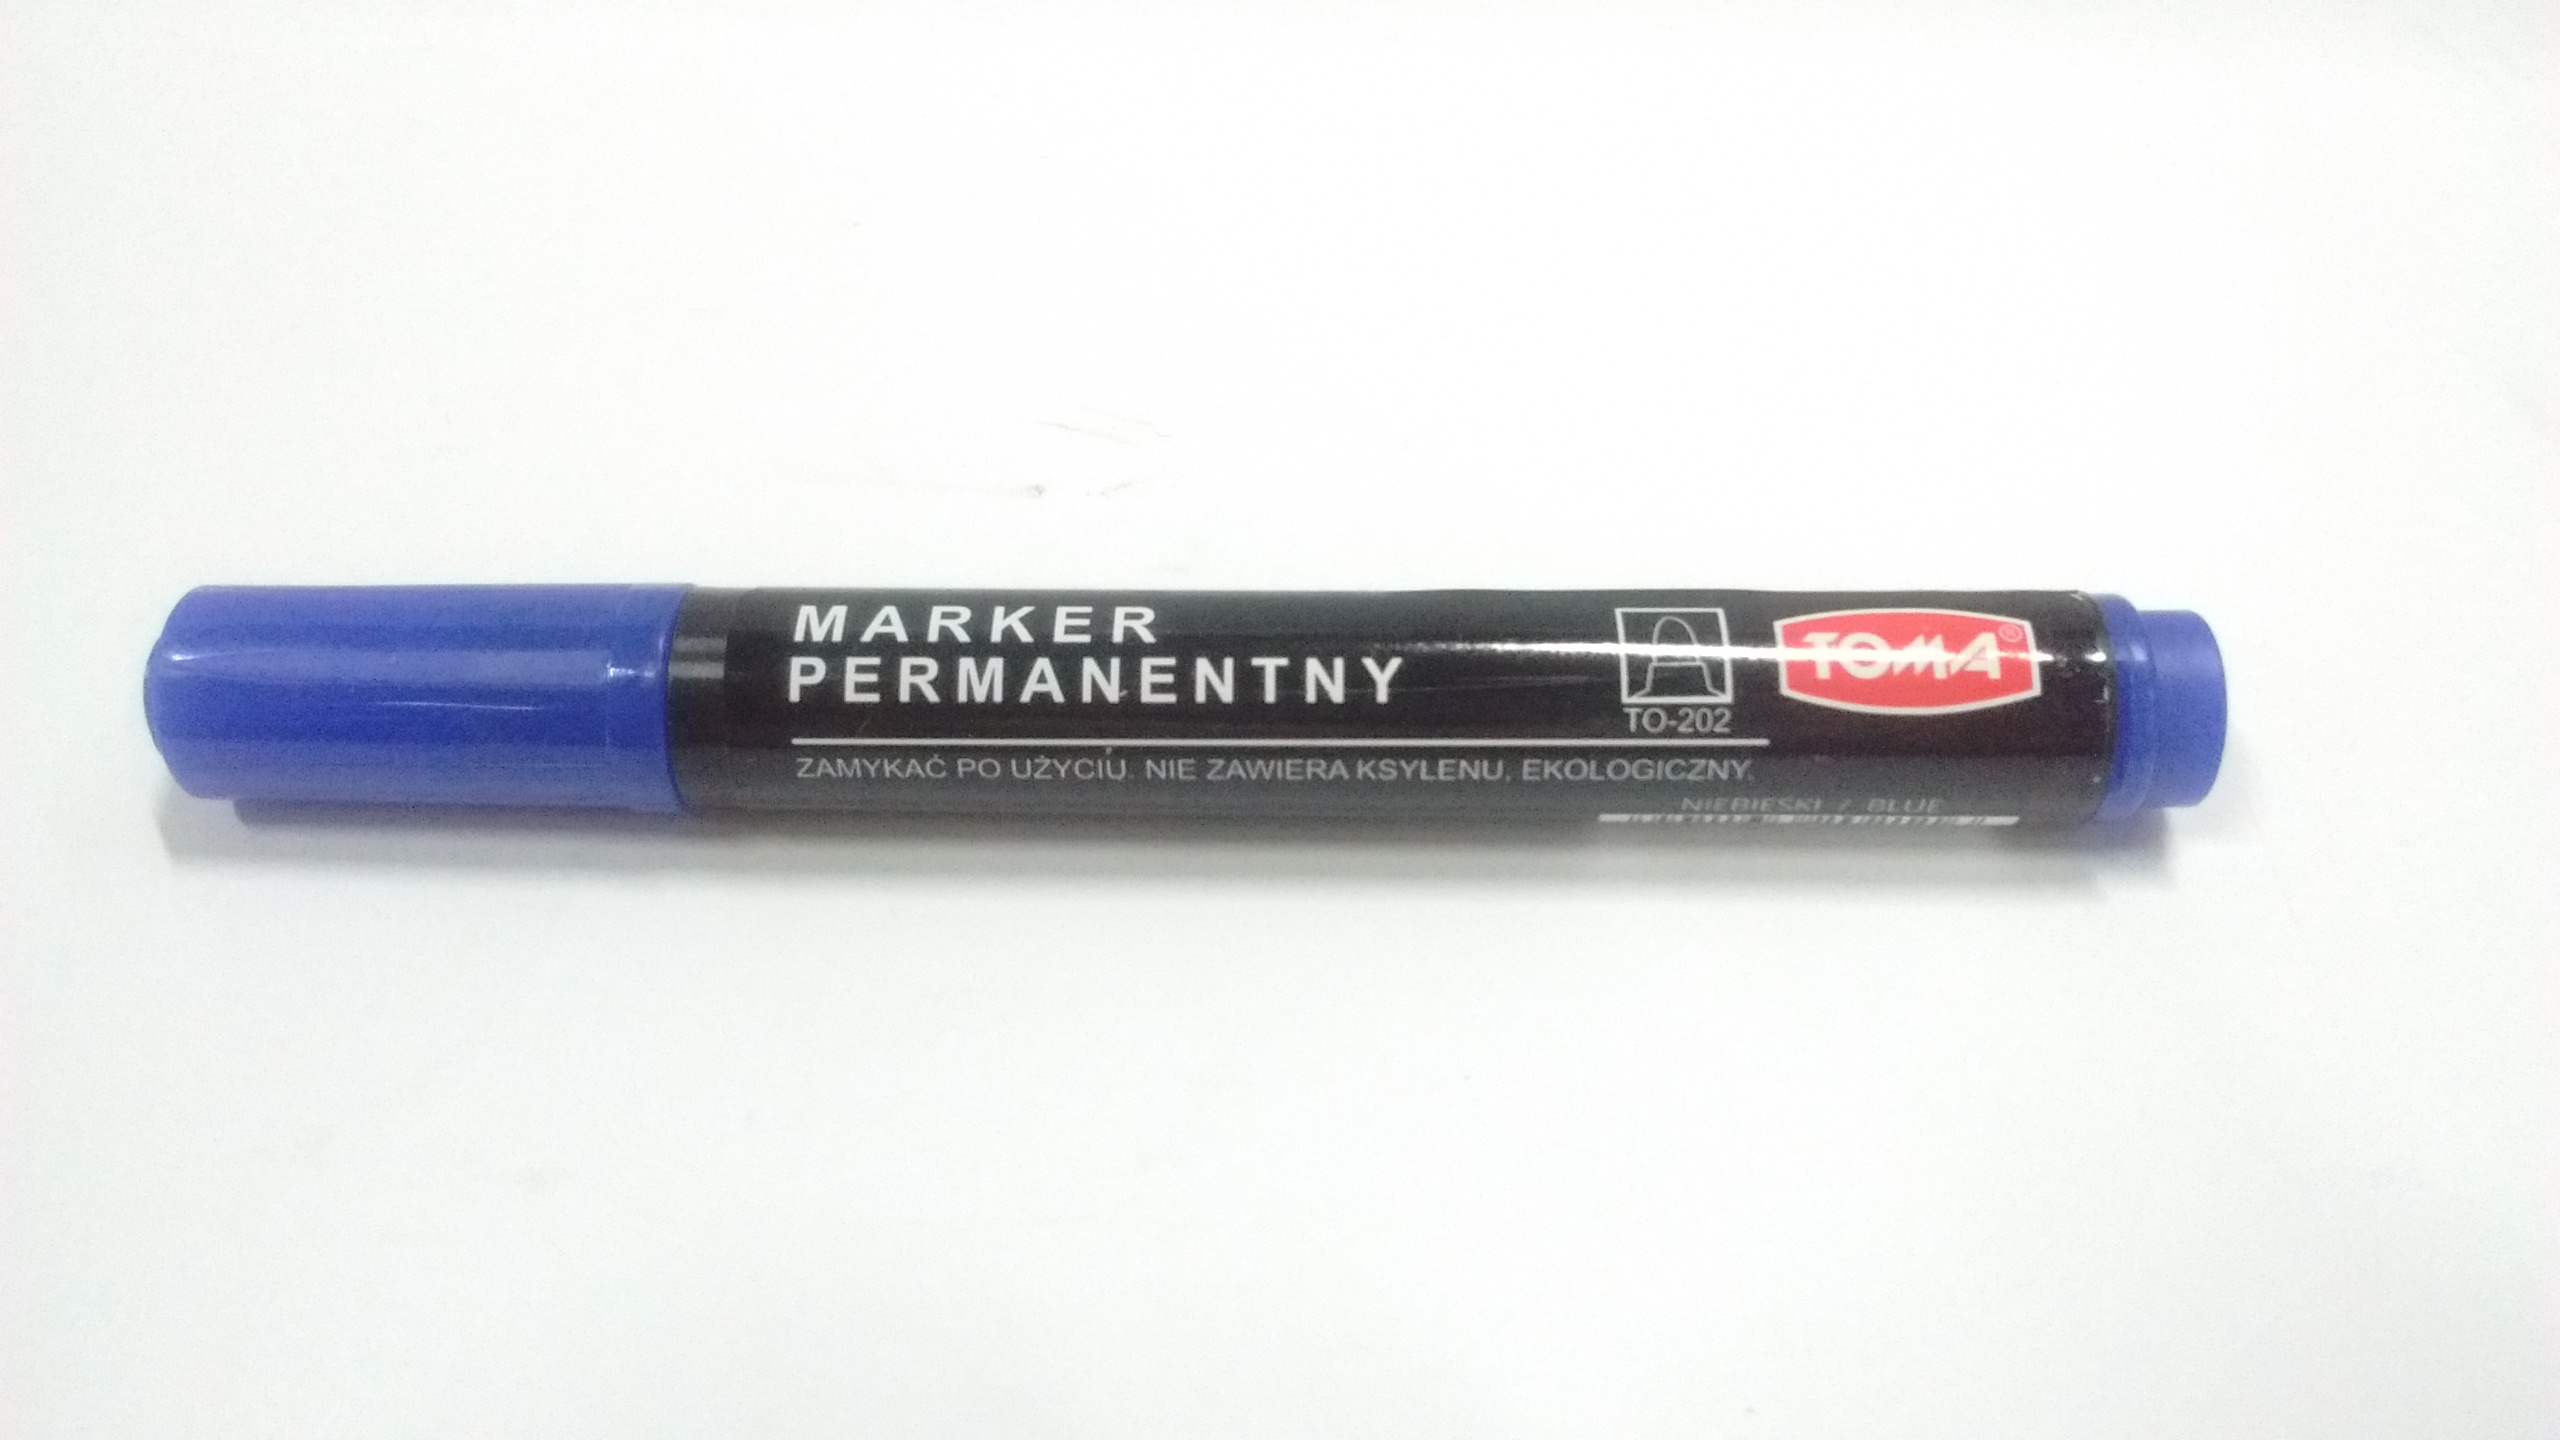 MARKER
PERMANENTNY
TO-202
TOMA®
ZAMYKAĆ PO UŻYCIU. NIE ZAWIERA KSYLENU. EKOLOGICZNY.
NIEBIESKI / BLUE